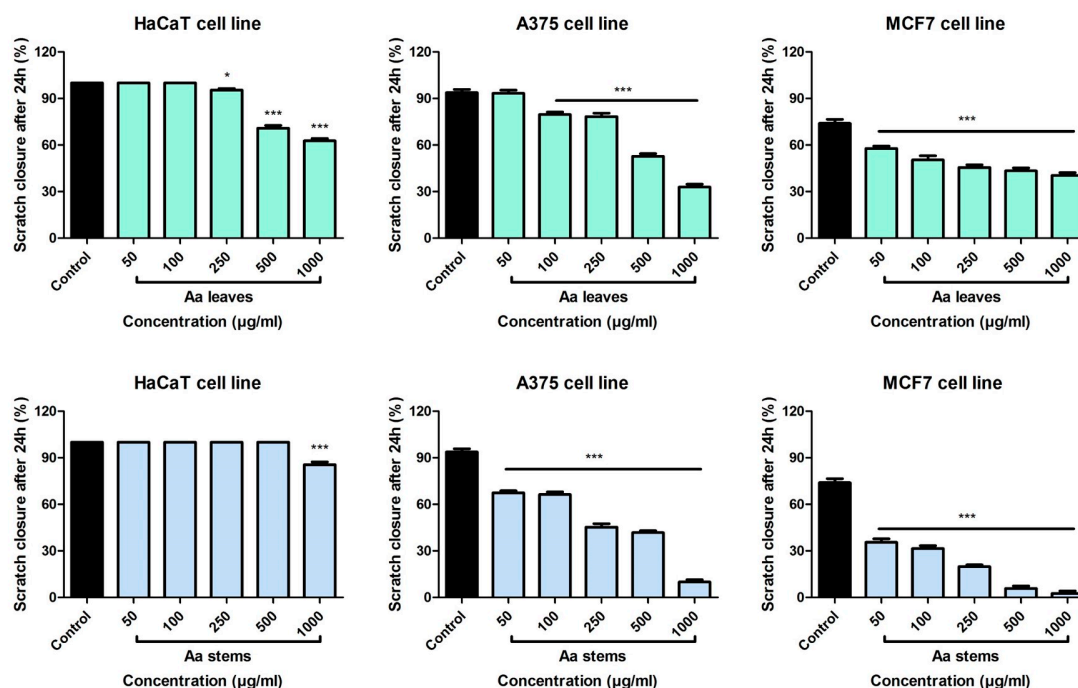 HaCaT cell line
Scratch closure after 24h (%)
120
90
60
30
0
*
***
***
Control
50
100
250
500
1000
Aa leaves
Concentration (µg/ml)
A375 cell line
Scratch closure after 24h (%)
120
90
60
30
0
***
Control
50
100
250
500
1000
Aa leaves
Concentration (µg/ml)
MCF7 cell line
Scratch closure after 24h (%)
120
90
60
30
0
***
Control
50
100
250
500
1000
Aa leaves
Concentration (µg/ml)
HaCaT cell line
Scratch closure after 24h (%)
120
90
60
30
0
***
Control
50
100
250
500
1000
Aa stems
Concentration (µg/ml)
A375 cell line
Scratch closure after 24h (%)
120
90
60
30
0
***
Control
50
100
250
500
1000
Aa stems
Concentration (µg/ml)
MCF7 cell line
Scratch closure after 24h (%)
120
90
60
30
0
***
Control
50
100
250
500
1000
Aa stems
Concentration (µg/ml)